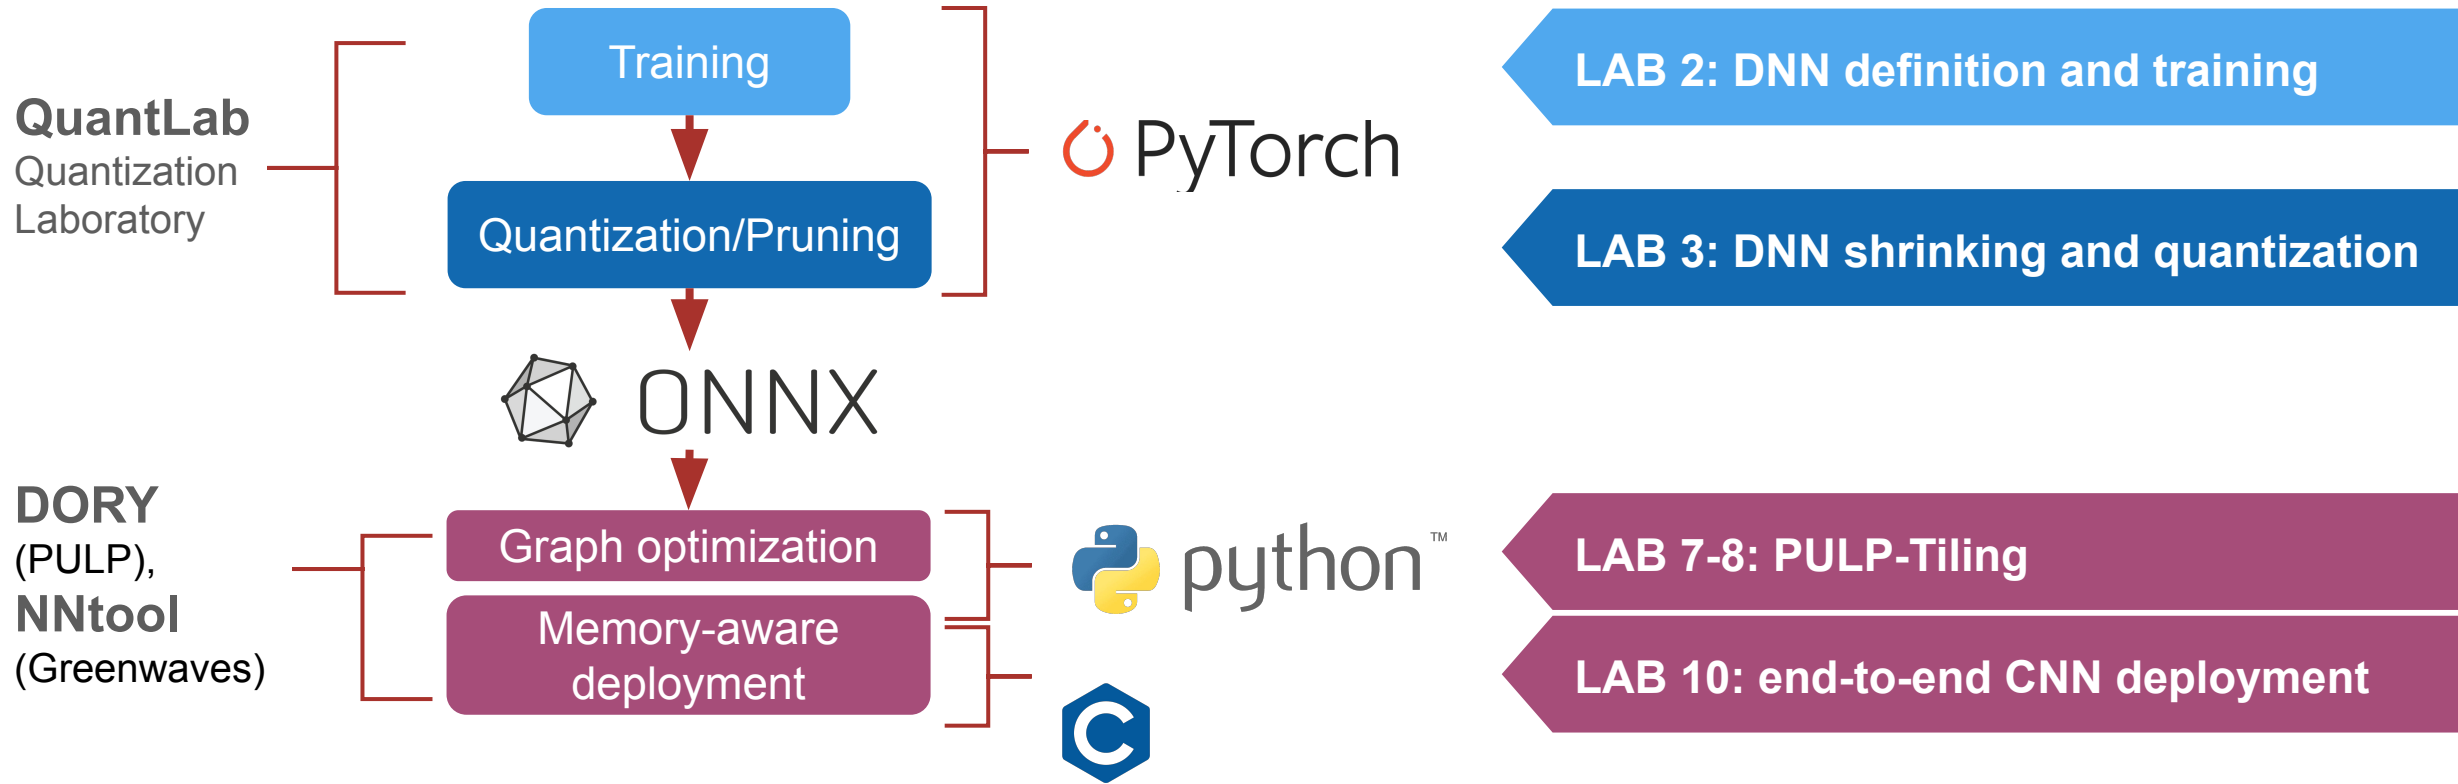 QuantLab
Quantization
Laboratory
Training
Quantization/Pruning
PyTorch
LAB 2: DNN definition and training
LAB 3: DNN shrinking and quantization
ONNX
DORY
(PULP),
NNtool
(Greenwaves)
Graph optimization
Memory-aware
deployment
python™
C
LAB 7-8: PULP-Tiling
LAB 10: end-to-end CNN deployment